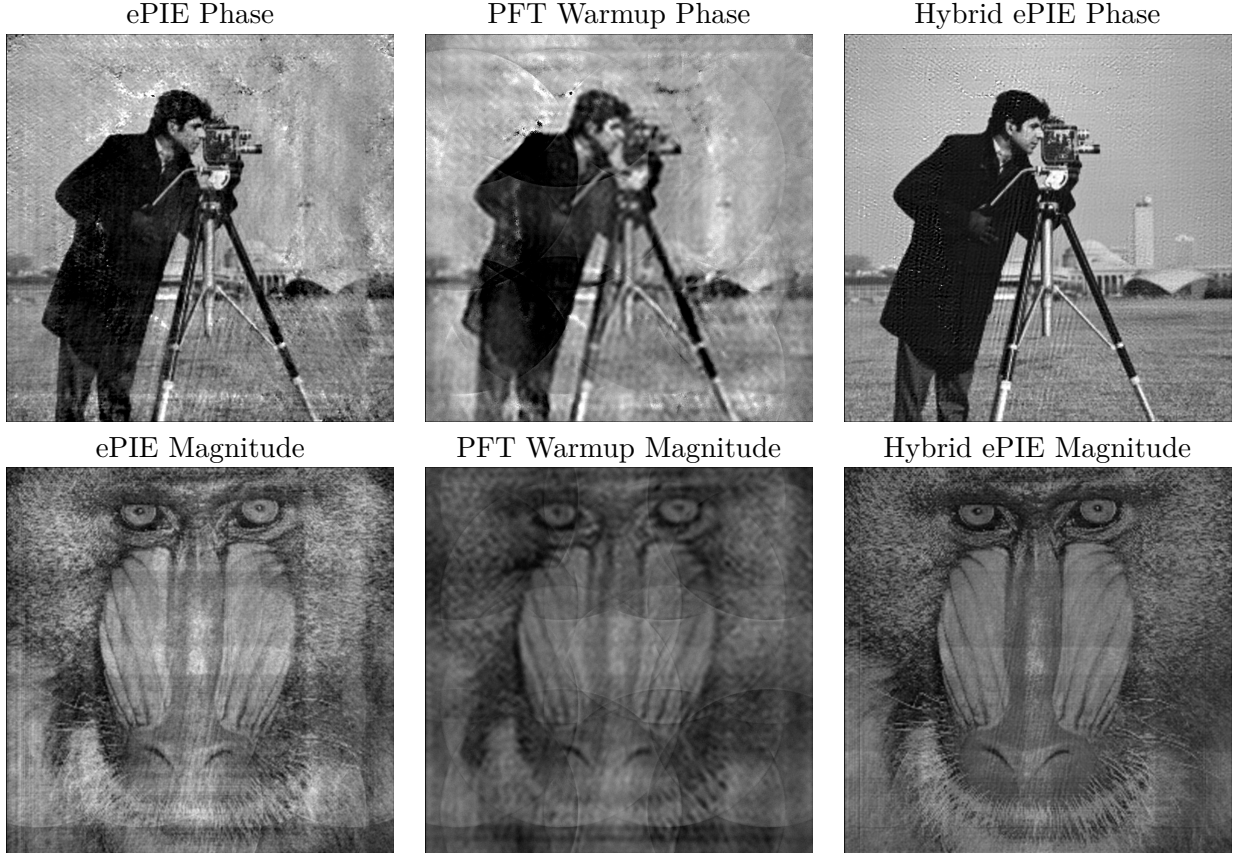 ePIE Phase
PFT Warmup Phase
Hybrid ePIE Phase
ePIE Magnitude
PFT Warmup Magnitude
Hybrid ePIE Magnitude